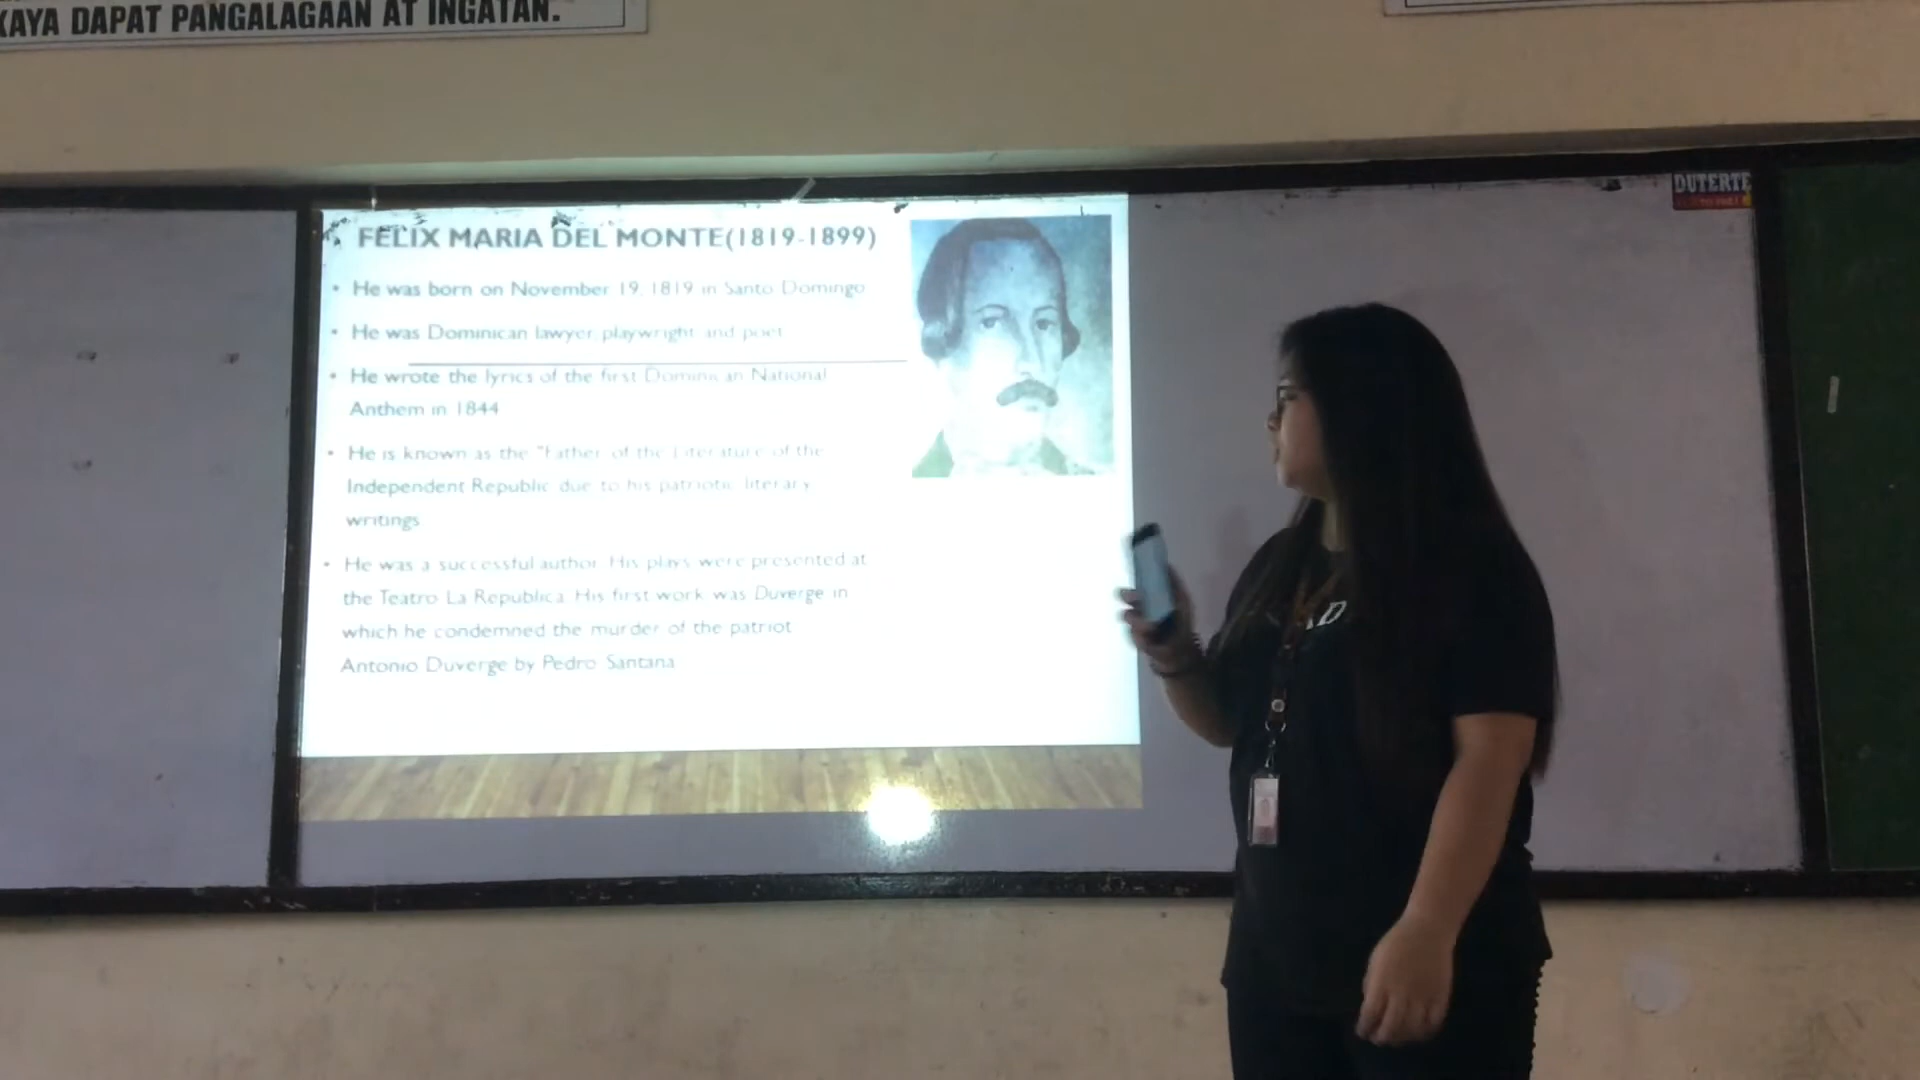 KAYA DAPAT PANGALAGAAN AT INGATAN.
DUTERTE
FELIX MARIA DEL MONTE(1819-1899)
• He was born on November 19, 1819 in Santo Domingo
• He was Dominican lawyer, playwright and poet
• He wrote the lyrics of the first Dominican National
Anthem in 1844
• He is known as the "Father of the Literature of the
Independent Republic due to his patriotic literary
writings
• He was a successful author. His plays were presented at
the Teatro La Republica. His first work was Duverge in
which he condemned the murder of the patriot
Antonio Duverge by Pedro Santana